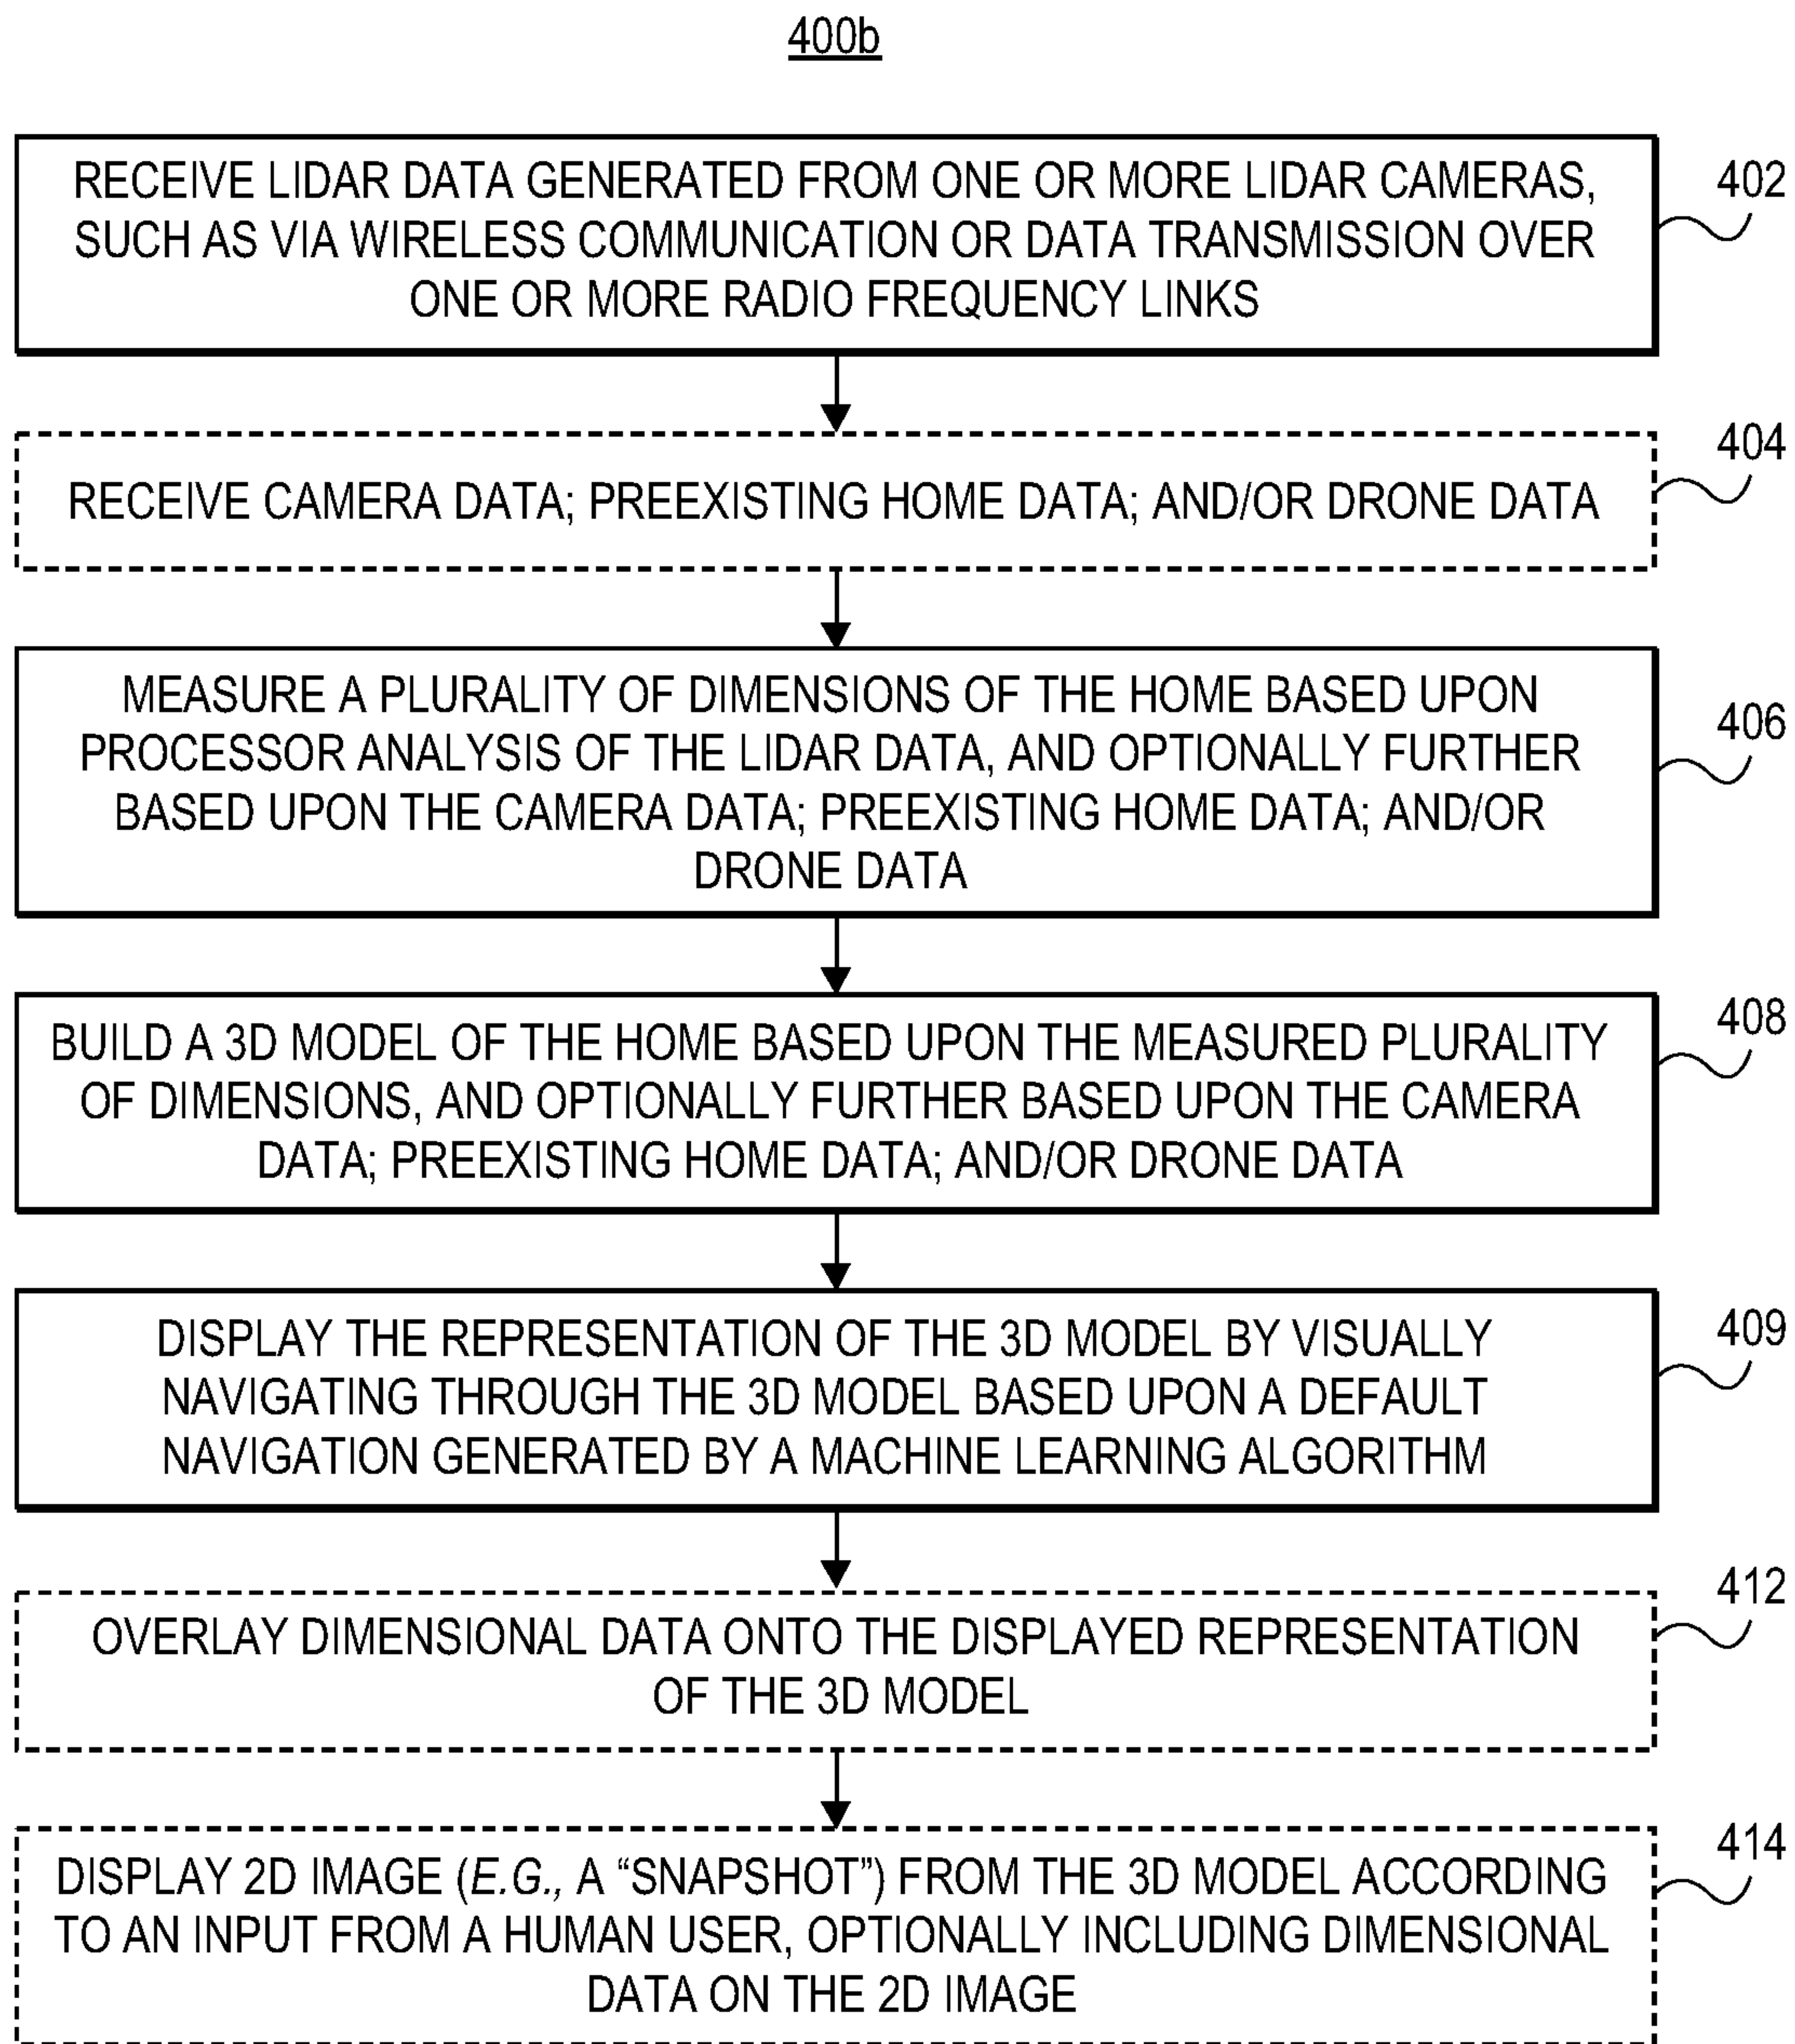 400b
RECEIVE LIDAR DATA GENERATED FROM ONE OR MORE LIDAR CAMERAS,
SUCH AS VIA WIRELESS COMMUNICATION OR DATA TRANSMISSION OVER
ONE OR MORE RADIO FREQUENCY LINKS
402
RECEIVE CAMERA DATA; PREEXISTING HOME DATA; AND/OR DRONE DATA
404
MEASURE A PLURALITY OF DIMENSIONS OF THE HOME BASED UPON
PROCESSOR ANALYSIS OF THE LIDAR DATA, AND OPTIONALLY FURTHER
BASED UPON THE CAMERA DATA; PREEXISTING HOME DATA; AND/OR
DRONE DATA
406
BUILD A 3D MODEL OF THE HOME BASED UPON THE MEASURED PLURALITY
OF DIMENSIONS, AND OPTIONALLY FURTHER BASED UPON THE CAMERA
DATA; PREEXISTING HOME DATA; AND/OR DRONE DATA
408
DISPLAY THE REPRESENTATION OF THE 3D MODEL BY VISUALLY
NAVIGATING THROUGH THE 3D MODEL BASED UPON A DEFAULT
NAVIGATION GENERATED BY A MACHINE LEARNING ALGORITHM
409
OVERLAY DIMENSIONAL DATA ONTO THE DISPLAYED REPRESENTATION
OF THE 3D MODEL
412
DISPLAY 2D IMAGE (E.G., A “SNAPSHOT”) FROM THE 3D MODEL ACCORDING
TO AN INPUT FROM A HUMAN USER, OPTIONALLY INCLUDING DIMENSIONAL
DATA ON THE 2D IMAGE
414